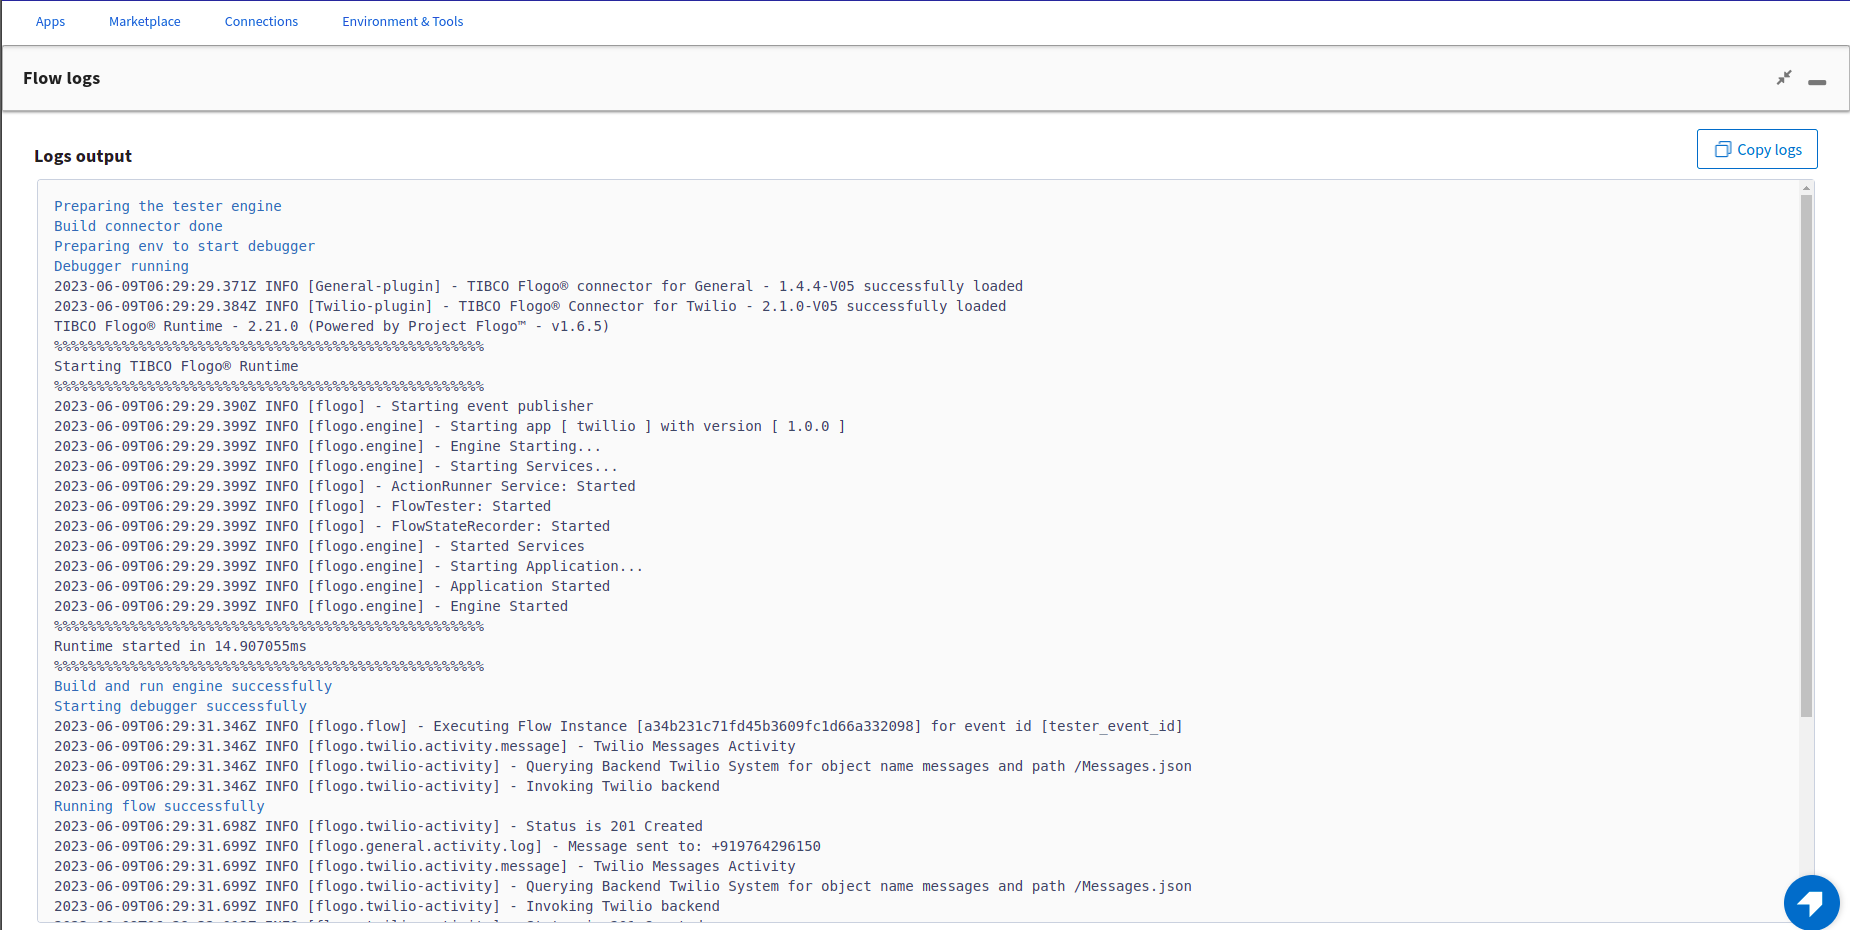 Apps Marketplace Connections Environment & Tools
Flow logs
Copy logs
Logs output
Preparing the tester engine
Build connector done
Preparing env to start debugger
Debugger running
2023-06-09T06:29:29.371Z INFO [General-plugin] - TIBCO Flogo® connector for General - 1.4.4-V05 successfully loaded
2023-06-09T06:29:29.384Z INFO [Twilio-plugin] - TIBCO Flogo® Connector for Twilio - 2.1.0-V05 successfully loaded
TIBCO Flogo® Runtime - 2.21.0 (Powered by Project Flogo™ - v1.6.5)
%%%%%%%%%%%%%%%%%%%%%%%%%%%%%%%%%%%%%%%%%%%%%%%%%%%
Starting TIBCO Flogo® Runtime
%%%%%%%%%%%%%%%%%%%%%%%%%%%%%%%%%%%%%%%%%%%%%%%%%%%
2023-06-09T06:29:29.390Z INFO [flogo] - Starting event publisher
2023-06-09T06:29:29.399Z INFO [flogo.engine] - Starting app [ twillio ] with version [ 1.0.0 ]
2023-06-09T06:29:29.399Z INFO [flogo.engine] - Engine Starting...
2023-06-09T06:29:29.399Z INFO [flogo.engine] - Starting Services...
2023-06-09T06:29:29.399Z INFO [flogo] - ActionRunner Service: Started
2023-06-09T06:29:29.399Z INFO [flogo] - FlowTester: Started
2023-06-09T06:29:29.399Z INFO [flogo] - FlowStateRecorder: Started
2023-06-09T06:29:29.399Z INFO [flogo.engine] - Started Services
2023-06-09T06:29:29.399Z INFO [flogo.engine] - Starting Application...
2023-06-09T06:29:29.399Z INFO [flogo.engine] - Application Started
2023-06-09T06:29:29.399Z INFO [flogo.engine] - Engine Started
%%%%%%%%%%%%%%%%%%%%%%%%%%%%%%%%%%%%%%%%%%%%%%%%%%%
Runtime started in 14.907055ms
%%%%%%%%%%%%%%%%%%%%%%%%%%%%%%%%%%%%%%%%%%%%%%%%%%%
Build and run engine successfully
Starting debugger successfully
2023-06-09T06:29:31.346Z INFO [flogo.flow] - Executing Flow Instance [a34b231c71fd45b3609fc1d66a332098] for event id [tester_event_id]
2023-06-09T06:29:31.346Z INFO [flogo.twilio.activity.message] - Twilio Messages Activity
2023-06-09T06:29:31.346Z INFO [flogo.twilio-activity] - Querying Backend Twilio System for object name messages and path /Messages.json
2023-06-09T06:29:31.346Z INFO [flogo.twilio-activity] - Invoking Twilio backend
Running flow successfully
2023-06-09T06:29:31.698Z INFO [flogo.twilio-activity] - Status is 201 Created
2023-06-09T06:29:31.699Z INFO [flogo.general.activity.log] - Message sent to: +919764296150
2023-06-09T06:29:31.699Z INFO [flogo.twilio.activity.message] - Twilio Messages Activity
2023-06-09T06:29:31.699Z INFO [flogo.twilio-activity] - Querying Backend Twilio System for object name messages and path /Messages.json
2023-06-09T06:29:31.699Z INFO [flogo.twilio-activity] - Invoking Twilio backend